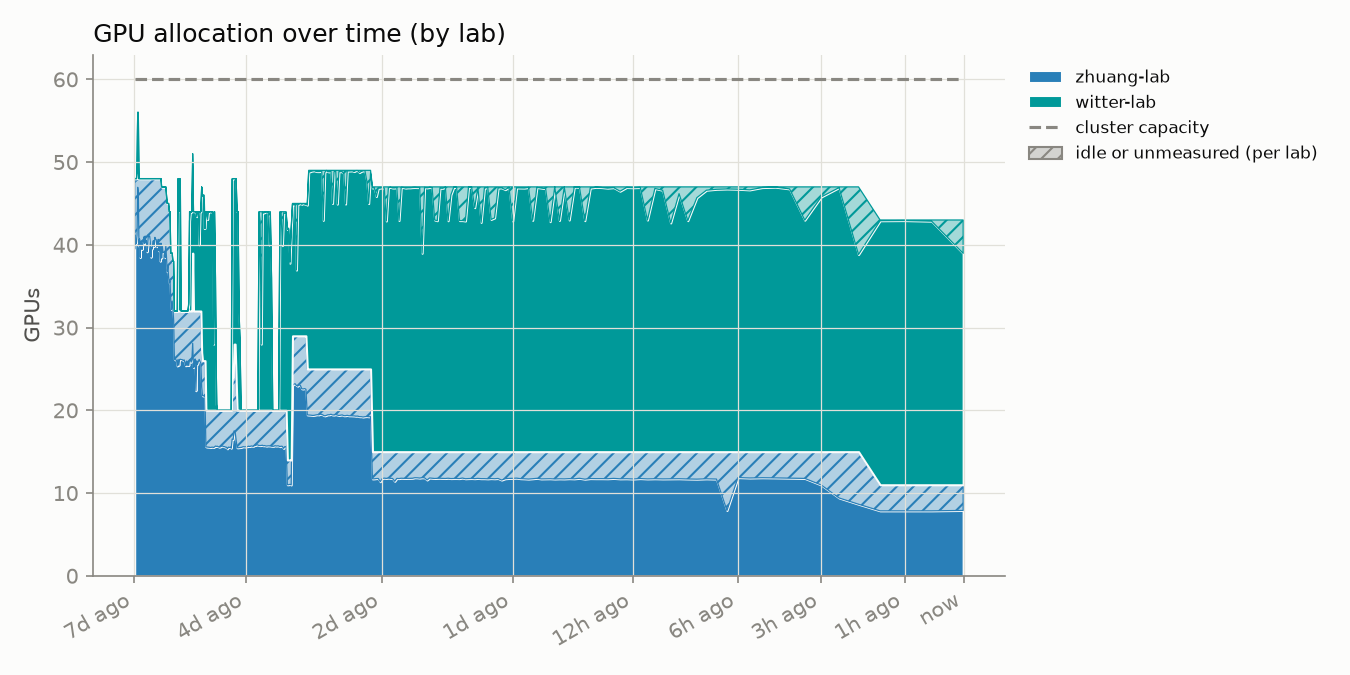 GPU allocation over time (by lab)
GPUs
60
50
40
30
20
10
0
7d ago
4d ago
2d ago
1d ago
12h ago
6h ago
3h ago
1h ago
now
zhuang-lab
witter-lab
cluster capacity
idle or unmeasured (per lab)